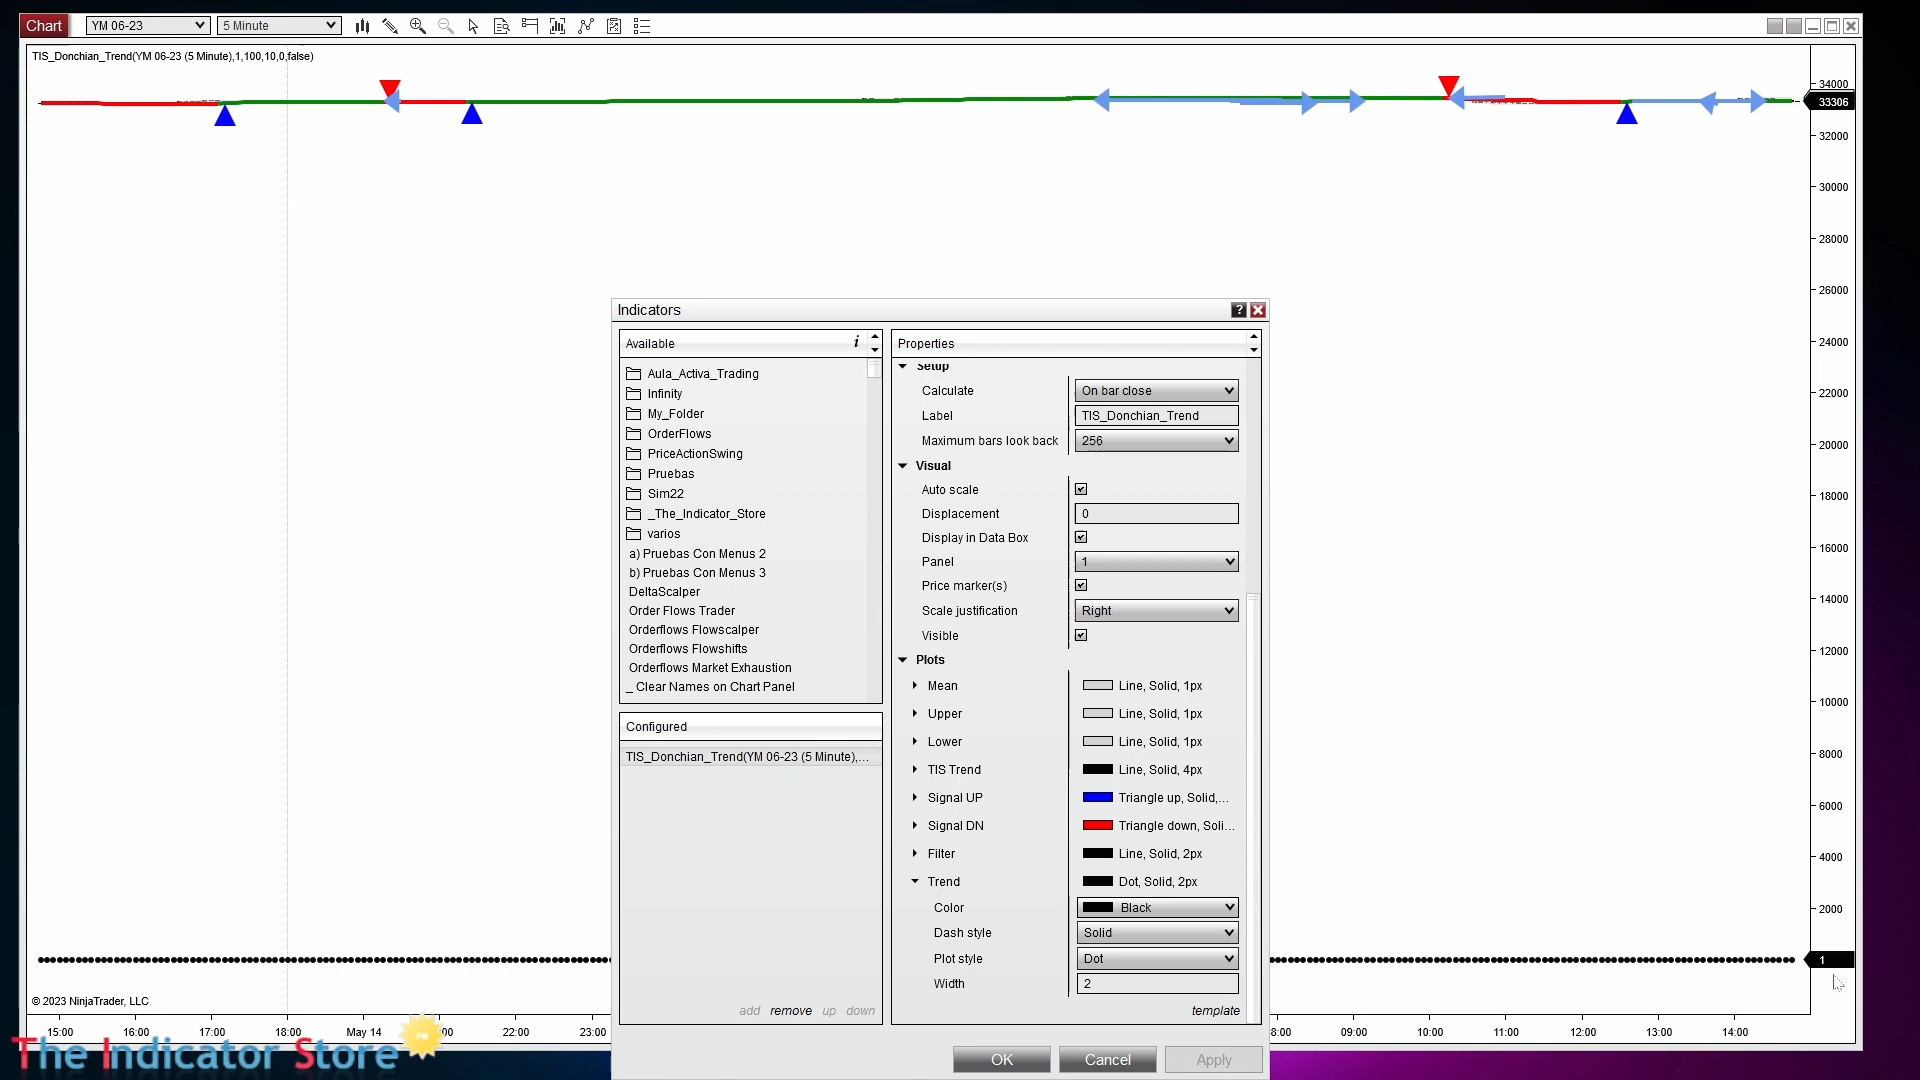 Chart
YM 06-23
5 Minute
TIS_Donchian_Trend(YM 06-23 (5 Minute),1,100,10,0,false)
34000
33306
32000
30000
28000
26000
24000
22000
20000
18000
16000
14000
12000
10000
8000
6000
4000
2000
1
Indicators
?
Available
i
Aula_Activa_Trading
Infinity
My_Folder
OrderFlows
PriceActionSwing
Pruebas
Sim22
_The_Indicator_Store
varios
a) Pruebas Con Menus 2
b) Pruebas Con Menus 3
DeltaScalper
Order Flows Trader
Orderflows Flowscalper
Orderflows Flowshifts
Orderflows Market Exhaustion
_ Clear Names on Chart Panel
Configured
TIS_Donchian_Trend(YM 06-23 (5 Minute),...
add remove up down
Properties
Setup
Calculate On bar close
Label TIS_Donchian_Trend
Maximum bars look back 256
Visual
Auto scale
Displacement 0
Display in Data Box
Panel 1
Price marker(s)
Scale justification Right
Visible
Plots
Mean Line, Solid, 1px
Upper Line, Solid, 1px
Lower Line, Solid, 1px
TIS Trend Line, Solid, 4px
Signal UP Triangle up, Solid,...
Signal DN Triangle down, Soli...
Filter Line, Solid, 2px
Trend Dot, Solid, 2px
Color Black
Dash style Solid
Plot style Dot
Width 2
template
OK Cancel Apply
© 2023 NinjaTrader, LLC
15:00 16:00 17:00 18:00 May 14 22:00 23:00 09:00 10:00 11:00 12:00 13:00 14:00
The Indicator Store